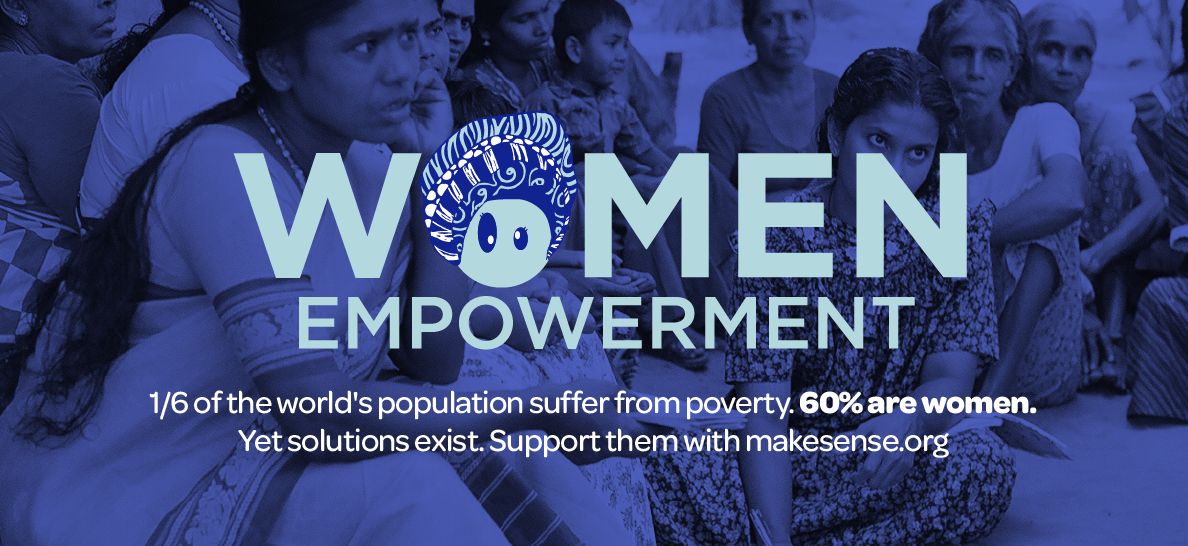 WOMEN
EMPOWERMENT
1/6 of the world's population suffer from poverty. 60% are women.
Yet solutions exist. Support them with makesense.org